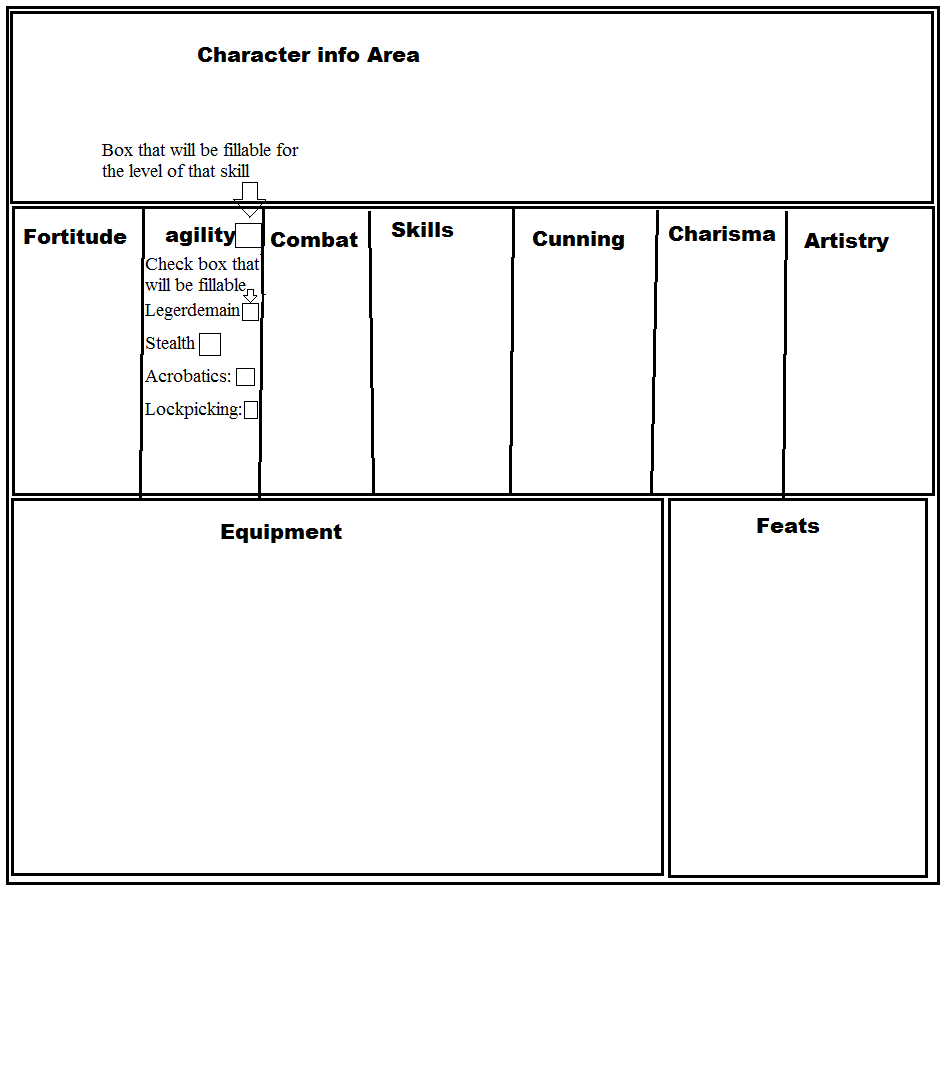 Character info Area
Box that will be fillable for
the level of that skill
Fortitude
agility
Combat
Skills
Cunning
Charisma
Artistry
Check box that
will be fillable
Legerdemain
Stealth
Acrobatics:
Lockpicking:
Equipment
Feats